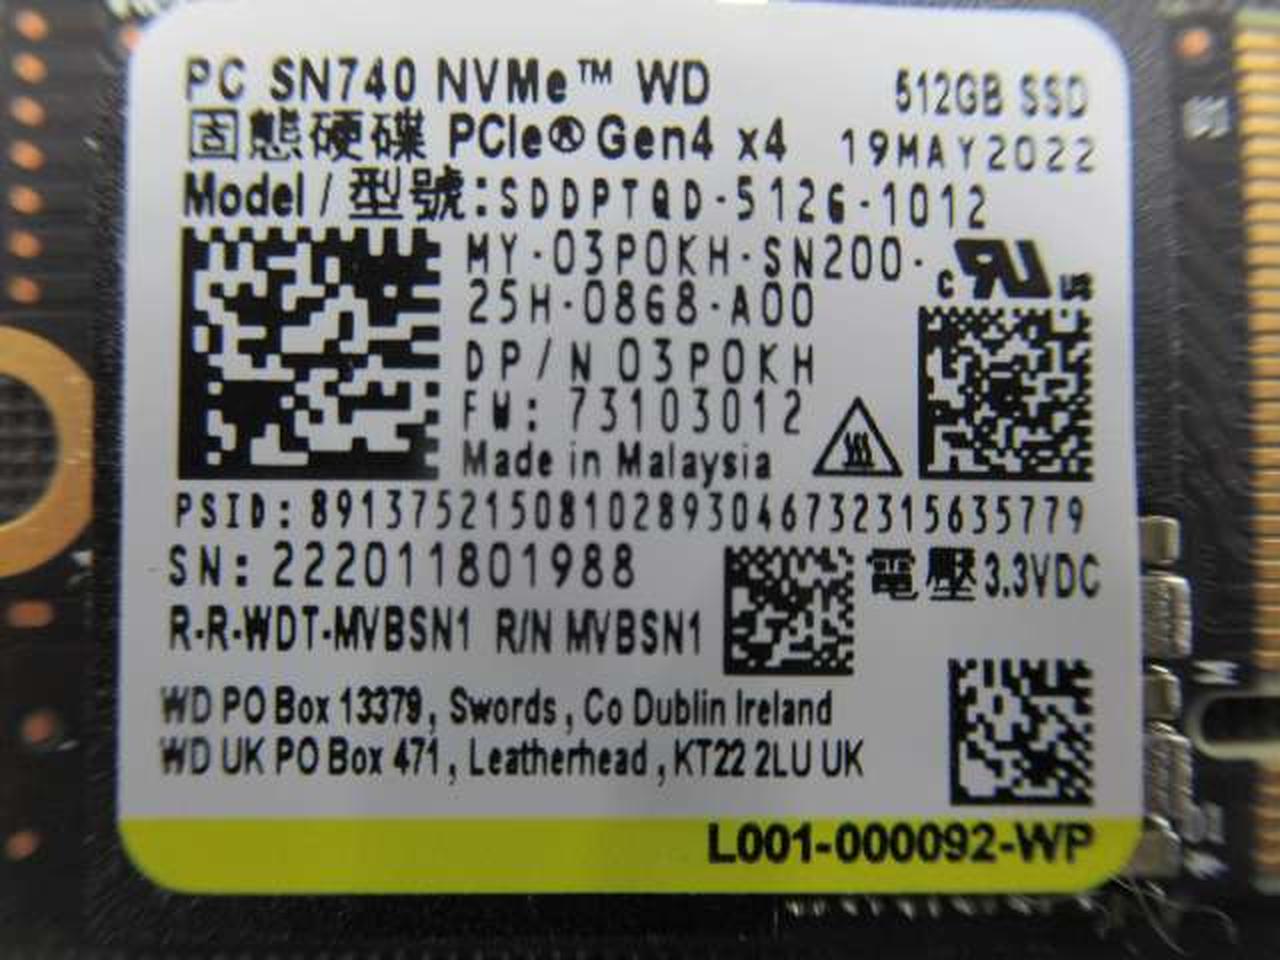 PC SN740 NVMe™ WD 512GB SSD
固態硬碟 PCIe® Gen4 x4 19MAY2022
Model / 型號:SDDPTQD-512G-1012
MY-03P0KH-SN200-
25H-0868-A00
DP/N 03P0KH
FW: 73103012
Made in Malaysia
PSID: 89137521508102893046732315635779
SN: 222011801988
電壓 3.3VDC
R-R-WDT-MVBSN1 R/N MVBSN1
WD PO Box 13379, Swords, Co Dublin Ireland
WD UK PO Box 471, Leatherhead, KT22 2LU UK
L001-000092-WP